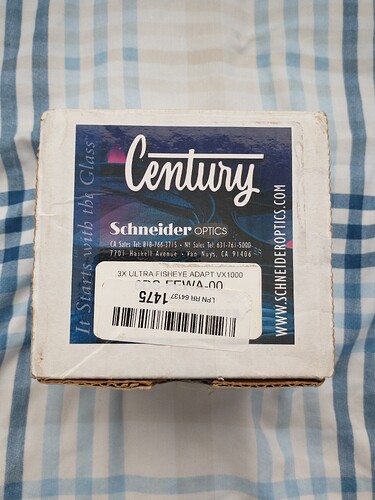 It Starts with the Glass
Century
Schneider OPTICS
CA Sales Tel: 818-766-3715 • NY Sales Tel: 631-761-5000
7701 Haskell Avenue • Van Nuys, CA 91406
WWW.SCHNEIDEROPTICS.COM
.3X ULTRA FISHEYE ADAPT VX1000
FEWA-00
1475
LPN RR 64137